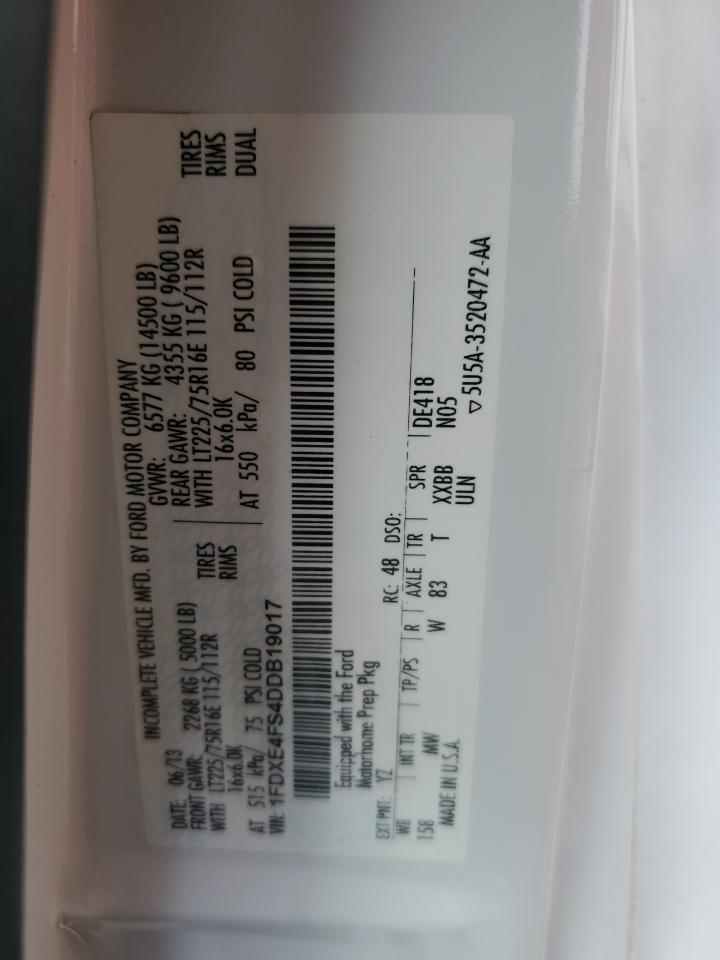 INCOMPLETE VEHICLE MFD. BY FORD MOTOR COMPANY
DATE: 06/13 GVWR: 6577 KG (14500 LB)
FRONT GAWR: 2268 KG ( 5000 LB) REAR GAWR: 4355 KG ( 9600 LB)
WITH LT225/75R16E 115/112R TIRES WITH LT225/75R16E 115/112R TIRES
16x6.0K RIMS 16x6.0K RIMS
AT 515 kPa/ 75 PSI COLD AT 550 kPa/ 80 PSI COLD DUAL
VIN: 1FDXE4FS4DDB19017
Equipped with the Ford
Motorhome Prep Pkg
EXT PNT: YZ RC: 48 DSO:
WB INT TR TP/PS R AXLE TR SPR DE418
158 MW W 83 T XXBB N05
MADE IN U.S.A. ULN
▽ 5U5A-3520472-AA